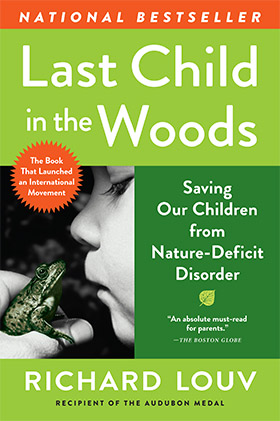 NATIONAL BESTSELLER
Last Child
in the Woods
The Book
That Launched
an International
Movement
Saving
Our Children
from
Nature-Deficit
Disorder
"An absolute must-read
for parents."
—THE BOSTON GLOBE
RICHARD LOUV
RECIPIENT OF THE AUDUBON MEDAL